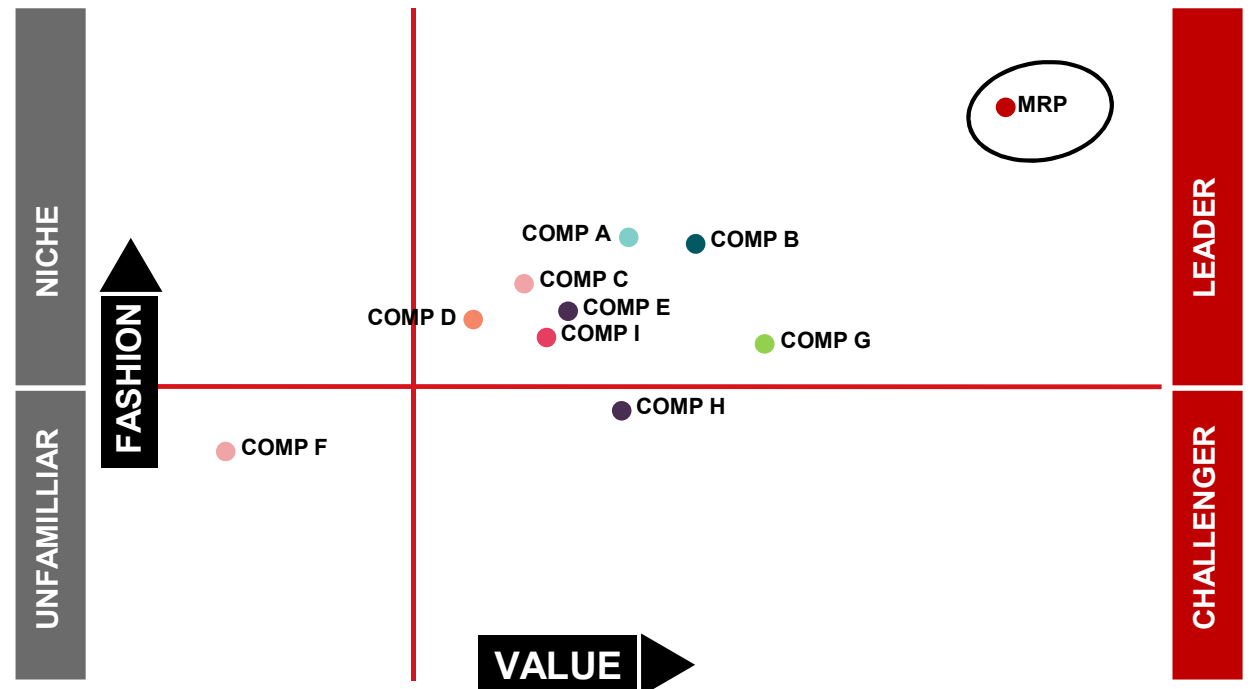 NICHE
UNFAMILLIAR
FASHION
VALUE
LEADER
CHALLENGER
MRP
COMP A
COMP B
COMP C
COMP D
COMP E
COMP I
COMP G
COMP H
COMP F